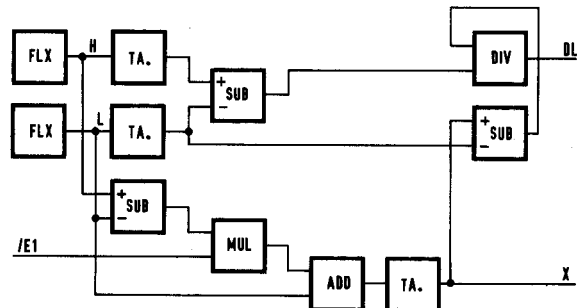 FLX H TA. + − SUB DIV DL
FLX L TA. + − SUB
+ − SUB
/E1 MUL
ADD TA. X